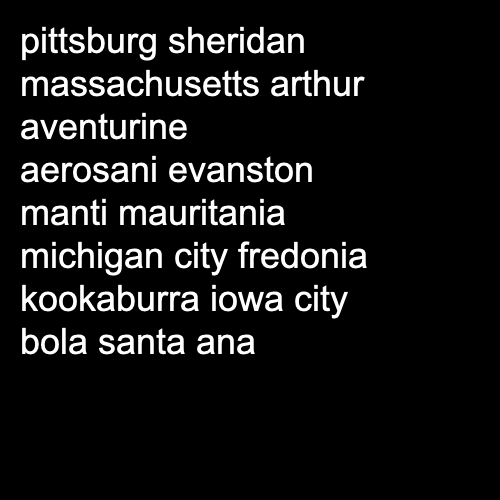 pittsburg sheridan
massachusetts arthur
aventurine
aerosani evanston
manti mauritania
michigan city fredonia
kookaburra iowa city
bola santa ana